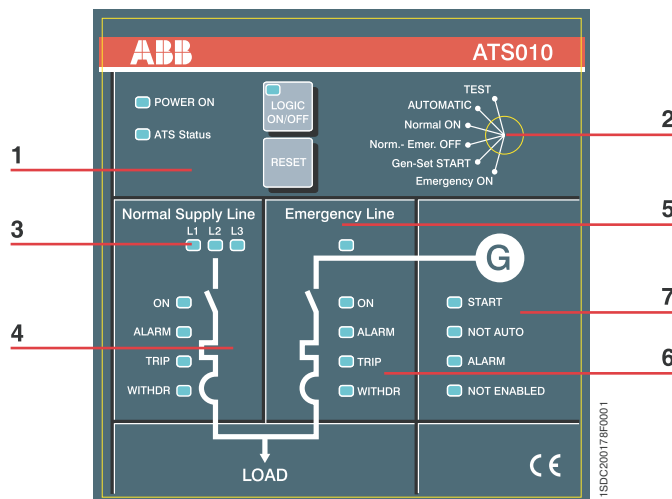 ABB ATS010
POWER ON
ATS Status
LOGIC
ON/OFF
RESET
TEST
AUTOMATIC
Normal ON
Norm.- Emer. OFF
Gen-Set START
Emergency ON
1
2
Normal Supply Line
L1 L2 L3
3
Emergency Line
5
G
ON
ALARM
TRIP
WITHDR
4
ON
ALARM
TRIP
WITHDR
6
START
NOT AUTO
ALARM
NOT ENABLED
7
LOAD
CE
1SDC200178F0001